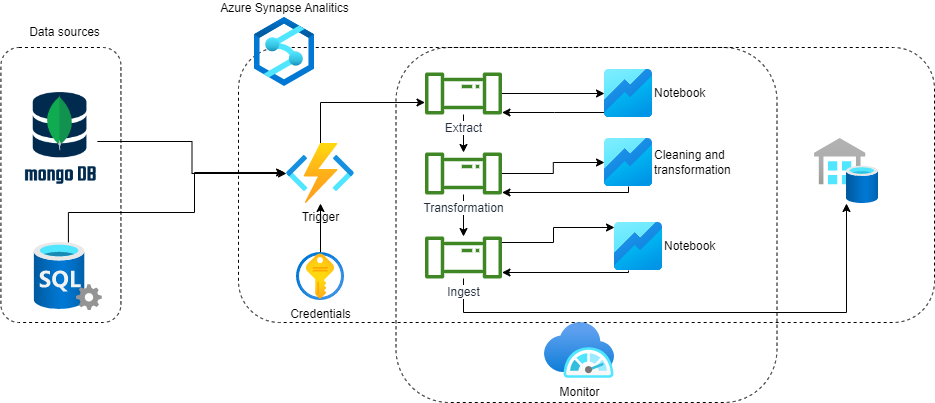 Azure Synapse Analitics
Data sources
mongo DB
SQL
Trigger
Credentials
Extract
Notebook
Transformation
Cleaning and
transformation
Ingest
Notebook
Monitor